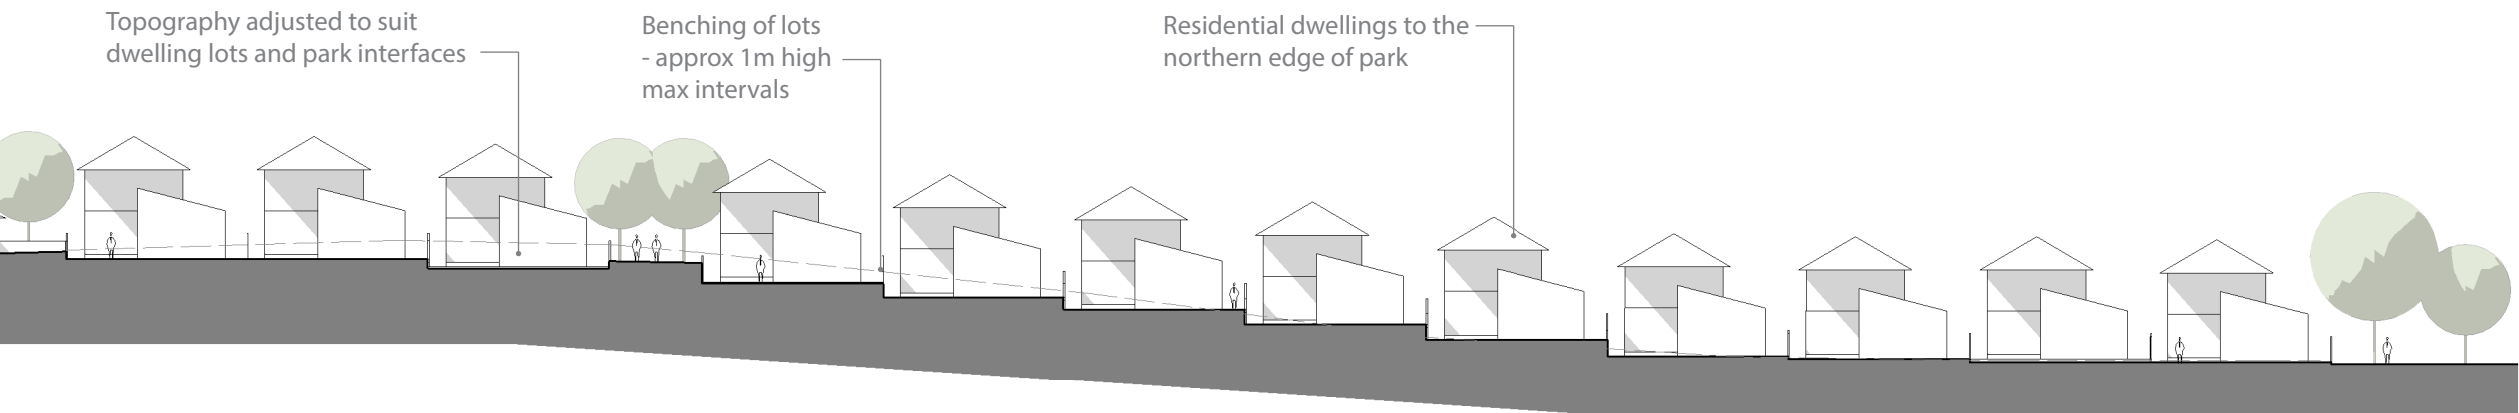 Topography adjusted to suit
dwelling lots and park interfaces
Benching of lots
- approx 1m high
max intervals
Residential dwellings to the
northern edge of park